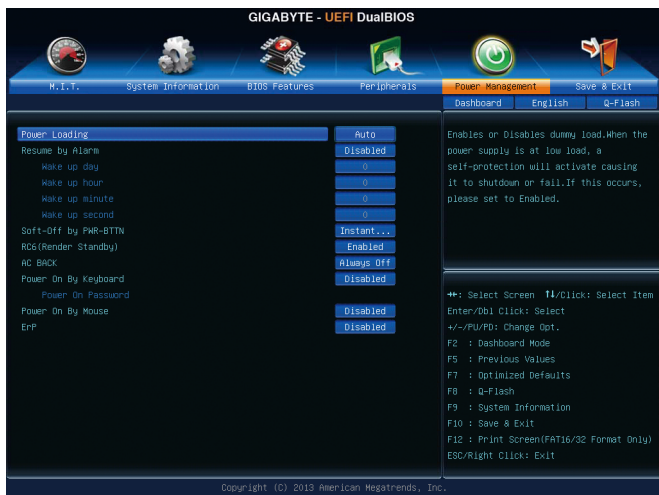 GIGABYTE - UEFI DualBIOS
M.I.T. System Information BIOS Features Peripherals Power Management Save & Exit
Dashboard English Q-Flash
Power Loading Auto
Resume by Alarm Disabled
Wake up day 0
Wake up hour 0
Wake up minute 0
Wake up second 0
Soft-Off by PWR-BTTN Instant...
RC6(Render Standby) Enabled
AC BACK Always Off
Power On By Keyboard Disabled
Power On Password
Power On By Mouse Disabled
ErP Disabled
Enables or Disables dummy load.When the
power supply is at low load, a
self-protection will activate causing
it to shutdown or fail.If this occurs,
please set to Enabled.
→←: Select Screen ↑↓/Click: Select Item
Enter/Dbl Click: Select
+/-/PU/PD: Change Opt.
F2 : Dashboard Mode
F5 : Previous Values
F7 : Optimized Defaults
F8 : Q-Flash
F9 : System Information
F10 : Save & Exit
F12 : Print Screen(FAT16/32 Format Only)
ESC/Right Click: Exit
Copyright (C) 2013 American Megatrends, Inc.